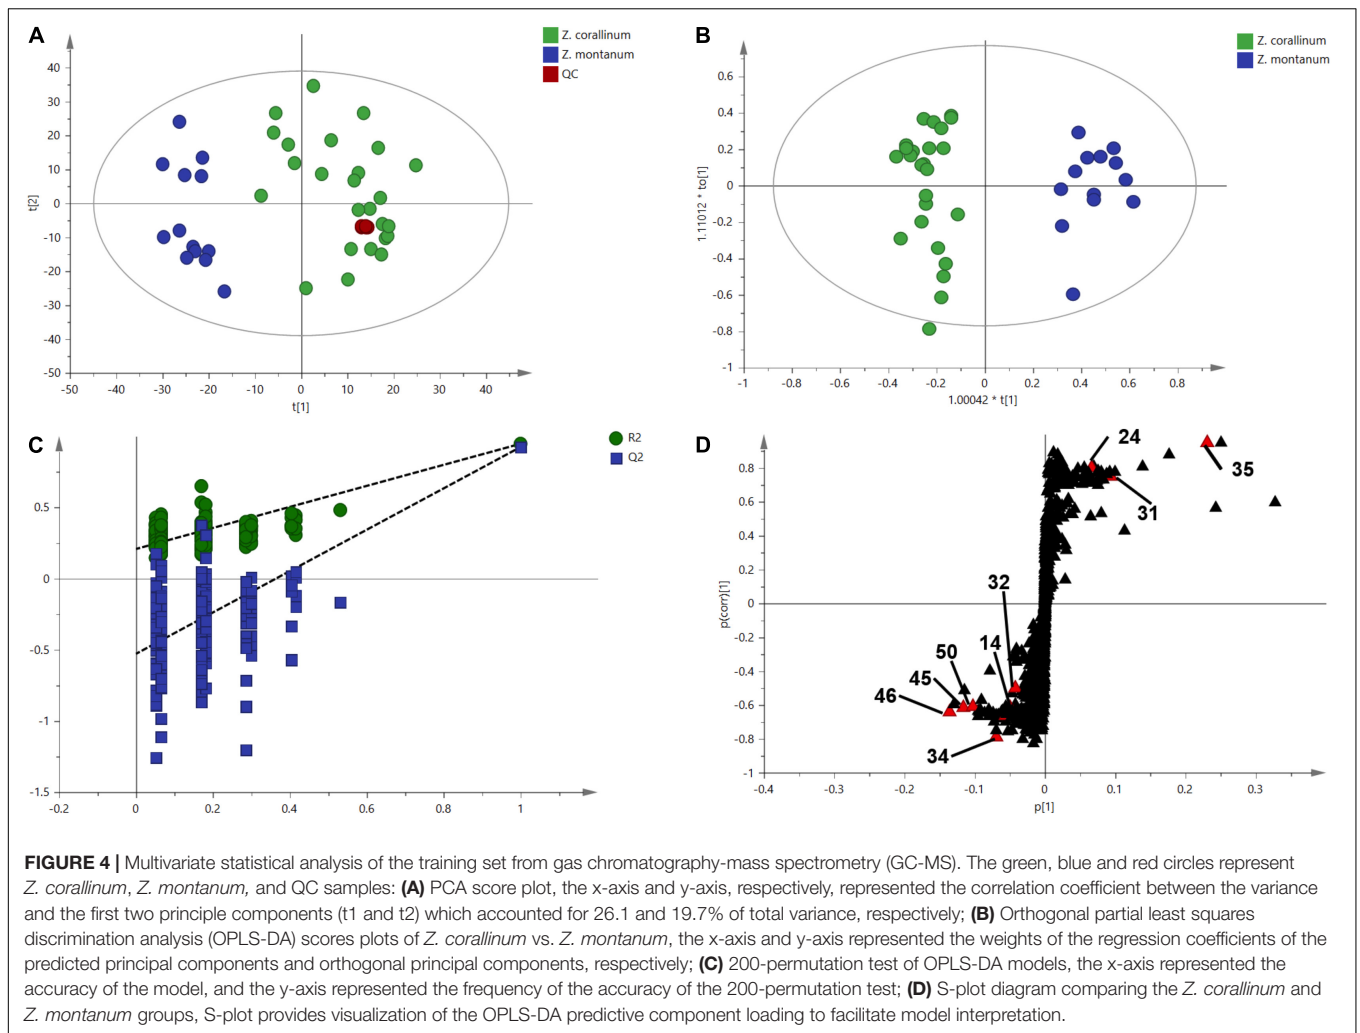 A
Z. corallinum
Z. montanum
QC
40
30
20
10
0
-10
-20
-30
-40
-50
t[2]
-50 -40 -30 -20 -10 0 10 20 30 40
t[1]
B
Z. corallinum
Z. montanum
0.6
0.4
0.2
0
-0.2
-0.4
-0.6
-0.8
-1
1.11012 * to[1]
-1 -0.8 -0.6 -0.4 -0.2 0 0.2 0.4 0.6 0.8
1.00042 * t[1]
C
R2
Q2
0.5
0
-0.5
-1
-1.5
-0.2 0 0.2 0.4 0.6 0.8 1
D
24
35
31
32
14
50
45
46
34
0.8
0.6
0.4
0.2
0
-0.2
-0.4
-0.6
-0.8
-1
p(corr)[1]
-0.4 -0.3 -0.2 -0.1 0 0.1 0.2 0.3
p[1]
FIGURE 4 | Multivariate statistical analysis of the training set from gas chromatography-mass spectrometry (GC-MS). The green, blue and red circles represent
Z. corallinum, Z. montanum, and QC samples: (A) PCA score plot, the x-axis and y-axis, respectively, represented the correlation coefficient between the variance
and the first two principle components (t1 and t2) which accounted for 26.1 and 19.7% of total variance, respectively; (B) Orthogonal partial least squares
discrimination analysis (OPLS-DA) scores plots of Z. corallinum vs. Z. montanum, the x-axis and y-axis represented the weights of the regression coefficients of the
predicted principal components and orthogonal principal components, respectively; (C) 200-permutation test of OPLS-DA models, the x-axis represented the
accuracy of the model, and the y-axis represented the frequency of the accuracy of the 200-permutation test; (D) S-plot diagram comparing the Z. corallinum and
Z. montanum groups, S-plot provides visualization of the OPLS-DA predictive component loading to facilitate model interpretation.